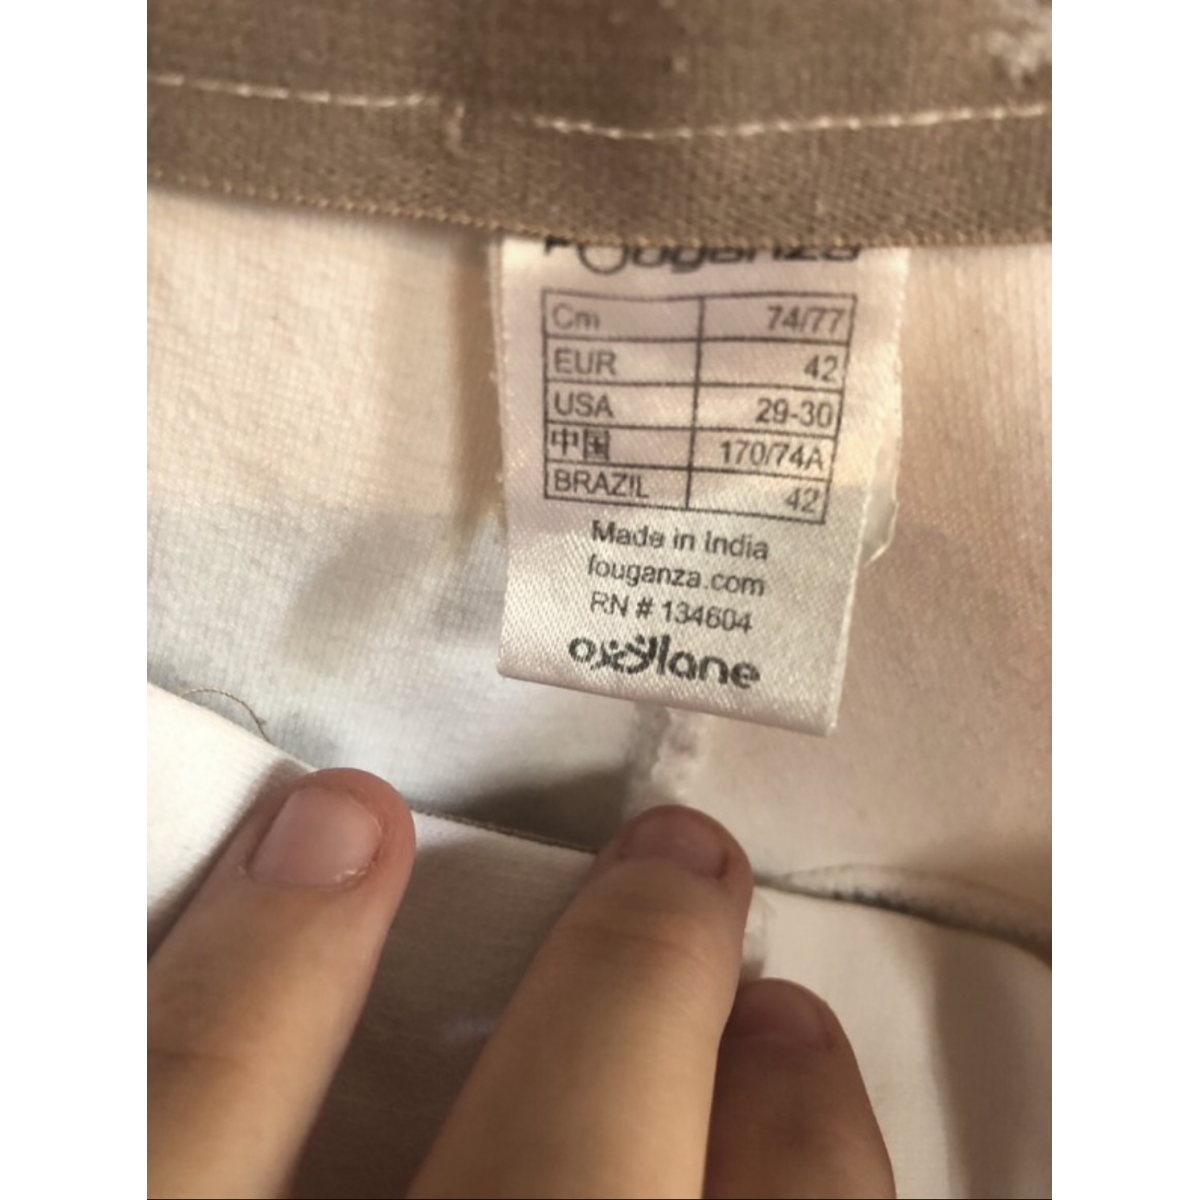 Fouganza
Cm 74/77
EUR 42
USA 29-30
中国 170/74A
BRAZIL 42
Made in India
fouganza.com
RN # 134604
oxylane